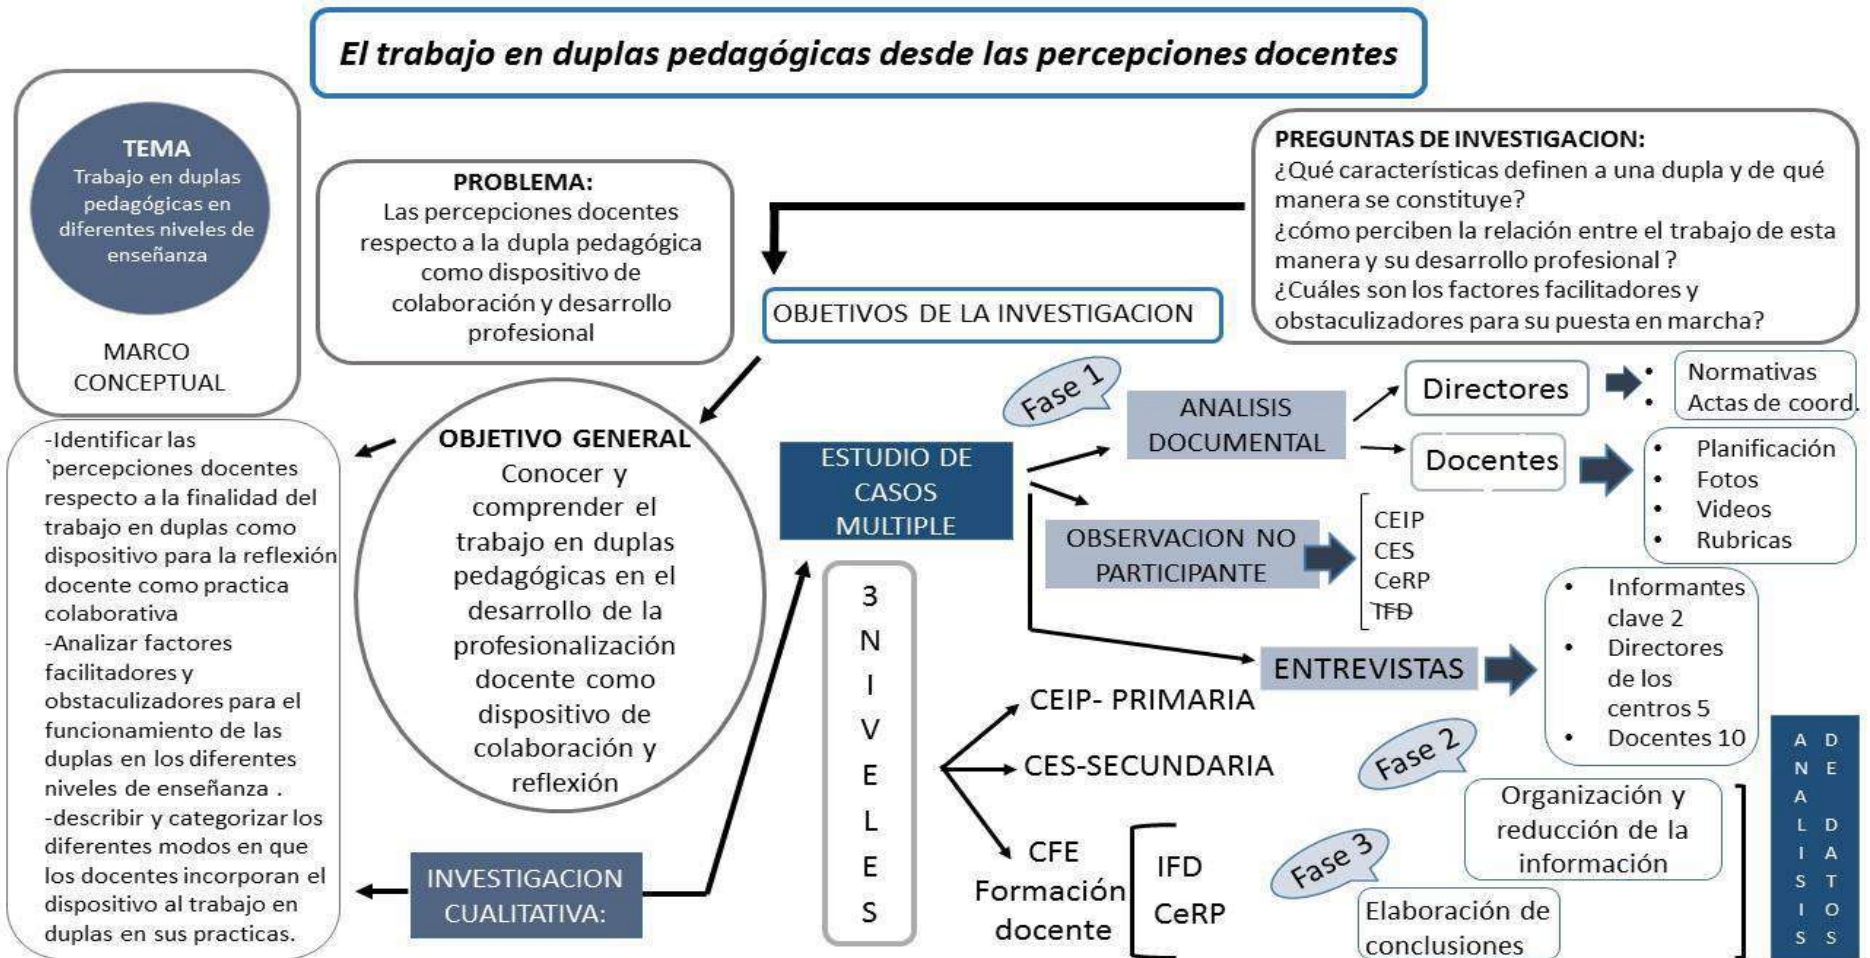 El trabajo en duplas pedagógicas desde las percepciones docentes
TEMA
Trabajo en duplas
pedagógicas en
diferentes niveles de
enseñanza
MARCO
CONCEPTUAL
PROBLEMA:
Las percepciones docentes
respecto a la dupla pedagógica
como dispositivo de
colaboración y desarrollo
profesional
PREGUNTAS DE INVESTIGACION:
¿Qué características definen a una dupla y de qué
manera se constituye?
¿cómo perciben la relación entre el trabajo de esta
manera y su desarrollo profesional ?
¿Cuáles son los factores facilitadores y
obstaculizadores para su puesta en marcha?
OBJETIVOS DE LA INVESTIGACION
OBJETIVO GENERAL
Conocer y
comprender el
trabajo en duplas
pedagógicas en el
desarrollo de la
profesionalización
docente como
dispositivo de
colaboración y
reflexión
-Identificar las
`percepciones docentes
respecto a la finalidad del
trabajo en duplas como
dispositivo para la reflexión
docente como practica
colaborativa
-Analizar factores
facilitadores y
obstaculizadores para el
funcionamiento de las
duplas en los diferentes
niveles de enseñanza .
-describir y categorizar los
diferentes modos en que
los docentes incorporan el
dispositivo al trabajo en
duplas en sus practicas.
INVESTIGACION
CUALITATIVA:
ESTUDIO DE
CASOS
MULTIPLE
3
N
I
V
E
L
E
S
Fase 1
ANALISIS
DOCUMENTAL
Directores
• Normativas
• Actas de coord.
Docentes
• Planificación
• Fotos
• Videos
• Rubricas
OBSERVACION NO
PARTICIPANTE
CEIP
CES
CeRP
IFD
ENTREVISTAS
• Informantes
clave 2
• Directores
de los
centros 5
• Docentes 10
CEIP- PRIMARIA
CES-SECUNDARIA
CFE
Formación
docente
IFD
CeRP
Fase 2
Organización y
reducción de la
información
Fase 3
Elaboración de
conclusiones
ANALISIS
DE DATOS